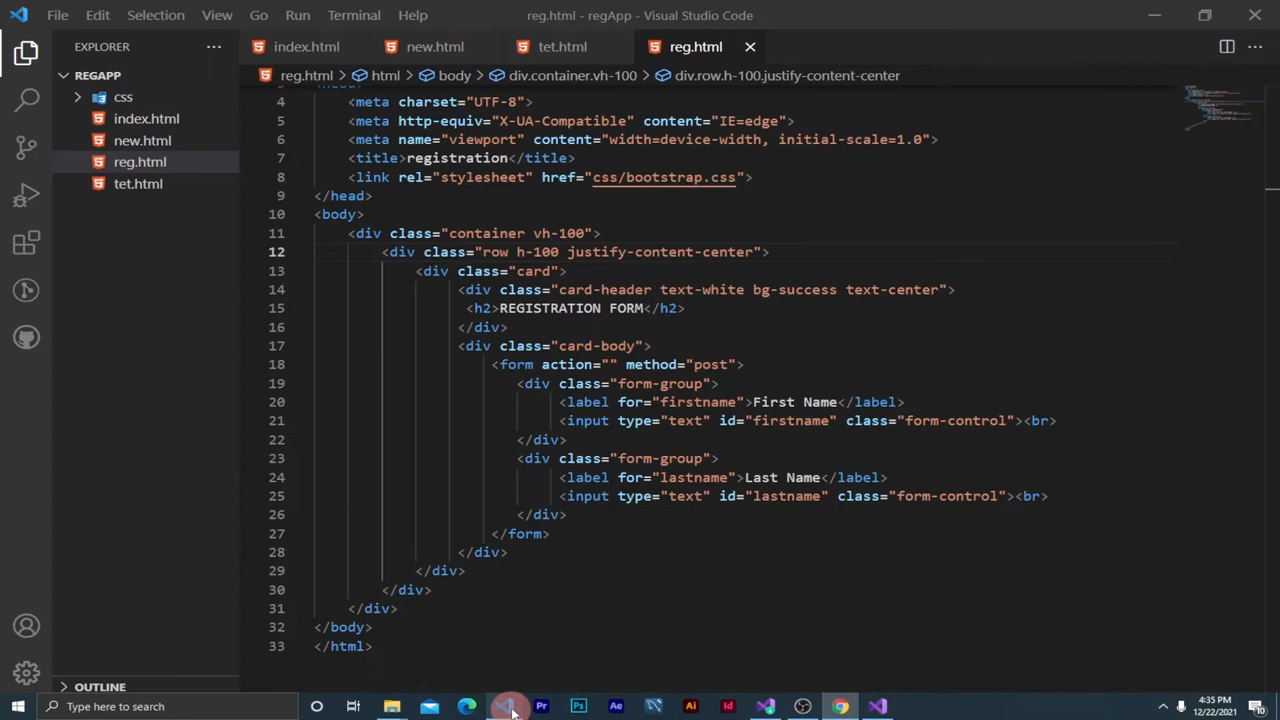 File Edit Selection View Go Run Terminal Help reg.html - regApp - Visual Studio Code
EXPLORER ...
index.html new.html tet.html reg.html
REGAPP
reg.html > html > body > div.container.vh-100 > div.row.h-100.justify-content-center
css
index.html
new.html
reg.html
tet.html
4 <meta charset="UTF-8">
5 <meta http-equiv="X-UA-Compatible" content="IE=edge">
6 <meta name="viewport" content="width=device-width, initial-scale=1.0">
7 <title>registration</title>
8 <link rel="stylesheet" href="css/bootstrap.css">
9 </head>
10 <body>
11 <div class="container vh-100">
12 <div class="row h-100 justify-content-center">
13 <div class="card">
14 <div class="card-header text-white bg-success text-center">
15 <h2>REGISTRATION FORM</h2>
16 </div>
17 <div class="card-body">
18 <form action="" method="post">
19 <div class="form-group">
20 <label for="firstname">First Name</label>
21 <input type="text" id="firstname" class="form-control"><br>
22 </div>
23 <div class="form-group">
24 <label for="lastname">Last Name</label>
25 <input type="text" id="lastname" class="form-control"><br>
26 </div>
27 </form>
28 </div>
29 </div>
30 </div>
31 </div>
32 </body>
33 </html>
OUTLINE
Type here to search
Pr Ps Ae Ai Id
4:35 PM
12/22/2021
10